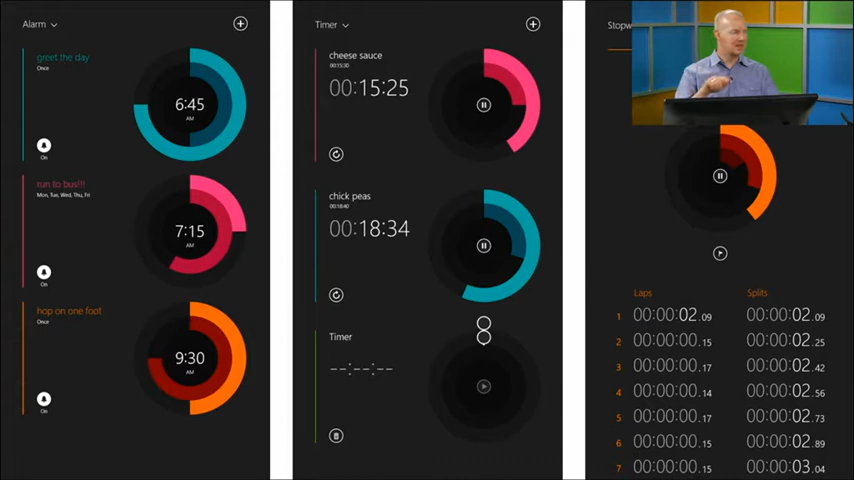 Alarm
greet the day
Once
6:45
AM
On
run to bus!!!
Mon, Tue, Wed, Thu, Fri
7:15
AM
On
hop on one foot
Once
9:30
AM
On
Timer
cheese sauce
00:15:30
00:15:25
chick peas
00:18:40
00:18:34
Timer
--:--:--
Stopw
Laps Splits
1 00:00:02.09 00:00:02.09
2 00:00:00.15 00:00:02.25
3 00:00:00.17 00:00:02.42
4 00:00:00.14 00:00:02.56
5 00:00:00.17 00:00:02.73
6 00:00:00.15 00:00:02.89
7 00:00:00.15 00:00:03.04